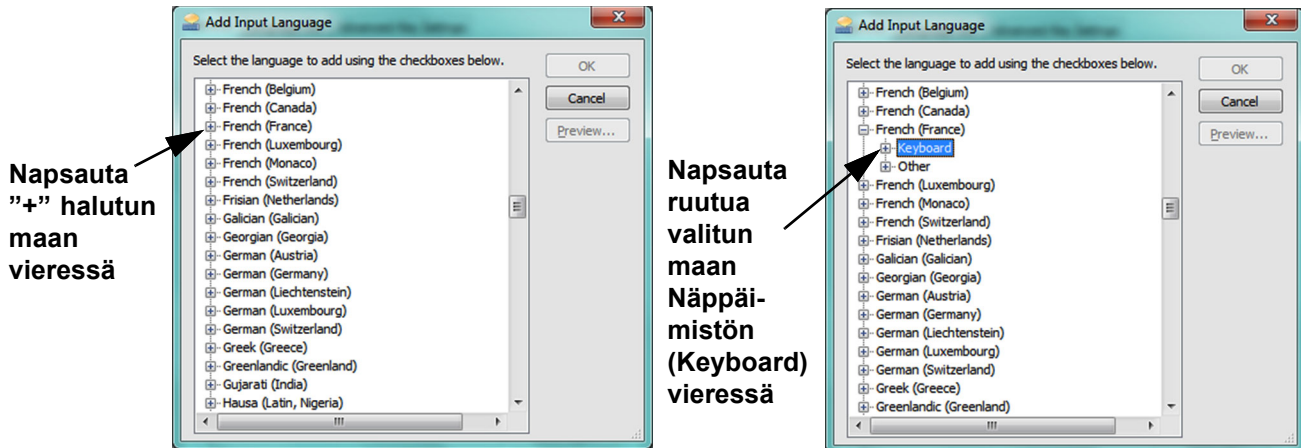 Add Input Language
Select the language to add using the checkboxes below.
French (Belgium)
French (Canada)
French (France)
French (Luxembourg)
French (Monaco)
French (Switzerland)
Frisian (Netherlands)
Galician (Galician)
Georgian (Georgia)
German (Austria)
German (Germany)
German (Liechtenstein)
German (Luxembourg)
German (Switzerland)
Greek (Greece)
Greenlandic (Greenland)
Gujarati (India)
Hausa (Latin, Nigeria)
OK
Cancel
Preview...
Napsauta
”+” halutun
maan
vieressä
Add Input Language
Select the language to add using the checkboxes below.
French (Belgium)
French (Canada)
French (France)
Keyboard
Other
French (Luxembourg)
French (Monaco)
French (Switzerland)
Frisian (Netherlands)
Galician (Galician)
Georgian (Georgia)
German (Austria)
German (Germany)
German (Liechtenstein)
German (Luxembourg)
German (Switzerland)
Greek (Greece)
Greenlandic (Greenland)
OK
Cancel
Preview...
Napsauta
ruutua
valitun
maan
Näppäi-
mistön
(Keyboard)
vieressä